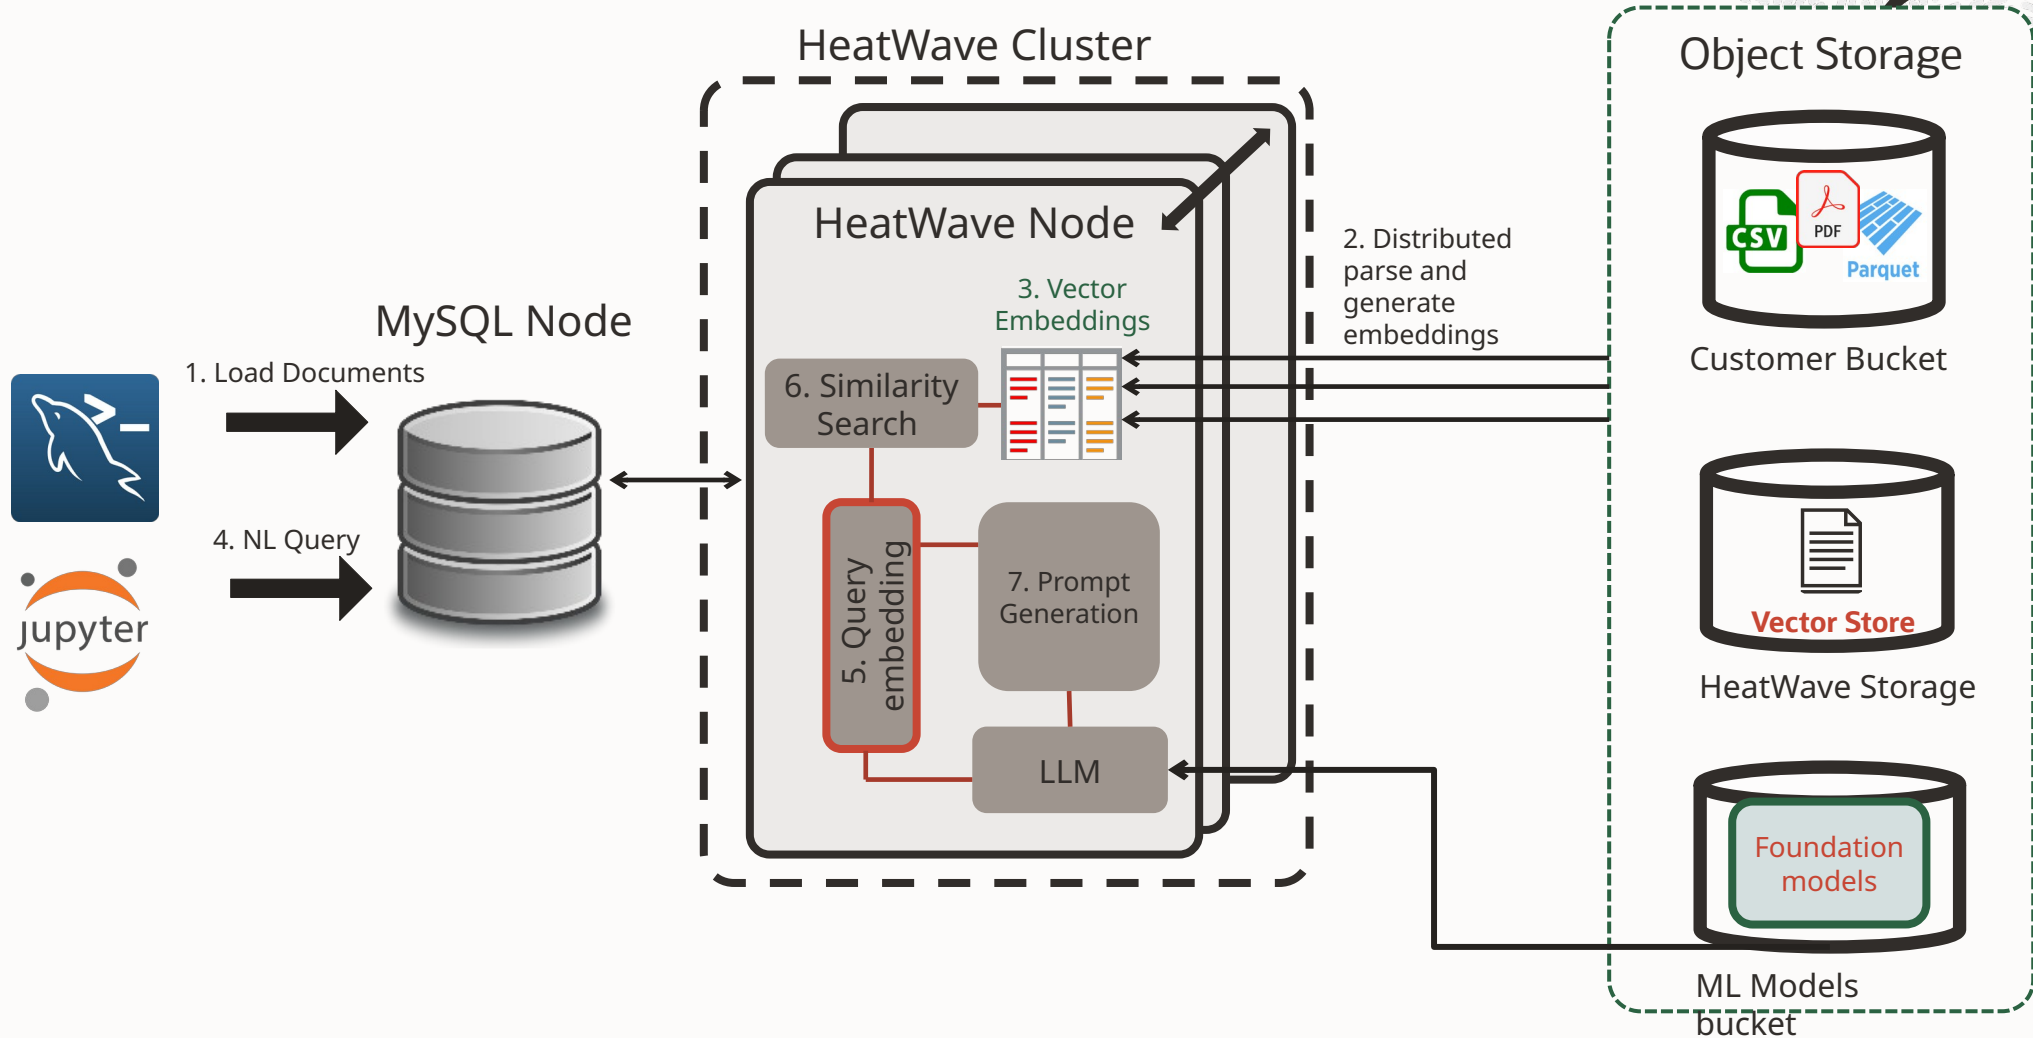 HeatWave Cluster
Object Storage
HeatWave Node
CSV
PDF
Parquet
2. Distributed
parse and
generate
embeddings
3. Vector
Embeddings
MySQL Node
Customer Bucket
1. Load Documents
6. Similarity
Search
4. NL Query
5. Query
embedding
7. Prompt
Generation
jupyter
Vector Store
HeatWave Storage
LLM
Foundation
models
ML Models
bucket